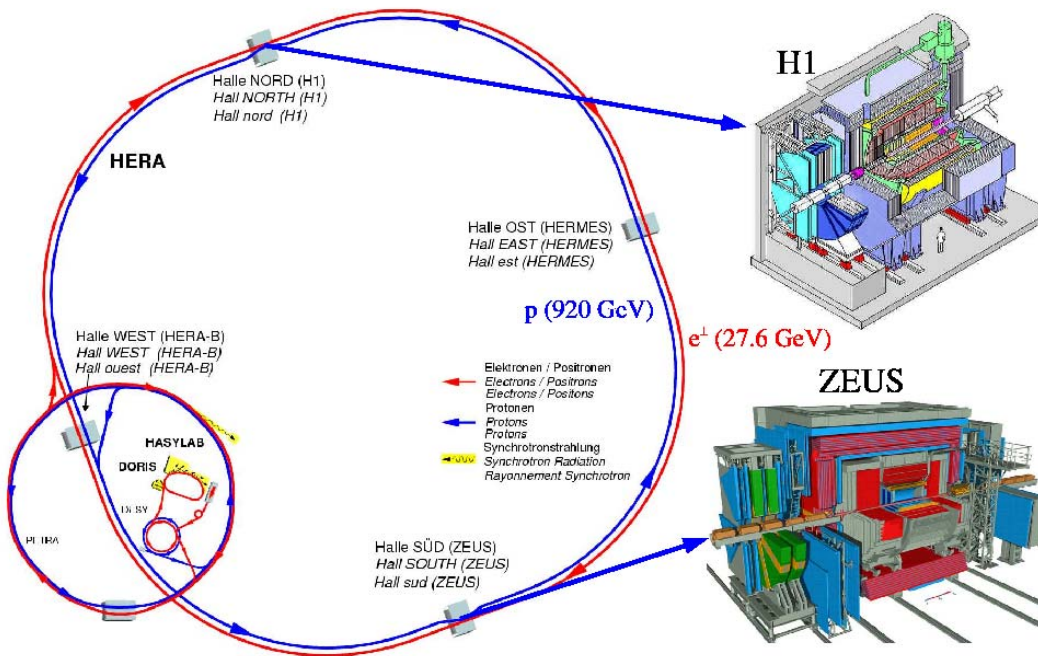 Halle NORD (H1)
Hall NORTH (H1)
Hall nord (H1)
H1
HERA
Halle OST (HERMES)
Hall EAST (HERMES)
Hall est (HERMES)
p (920 GeV)
e⊥ (27.6 GeV)
Halle WEST (HERA-B)
Hall WEST (HERA-B)
Hall ouest (HERA-B)
Elektronen / Positronen
Electrons / Positrons
Electrons / Positons
Protonen
Protons
Protons
Synchrotronstrahlung
Synchrotron Radiation
Rayonnement Synchrotron
ZEUS
HASYLAB
DORIS
DESY
PETRA
Halle SÜD (ZEUS)
Hall SOUTH (ZEUS)
Hall sud (ZEUS)